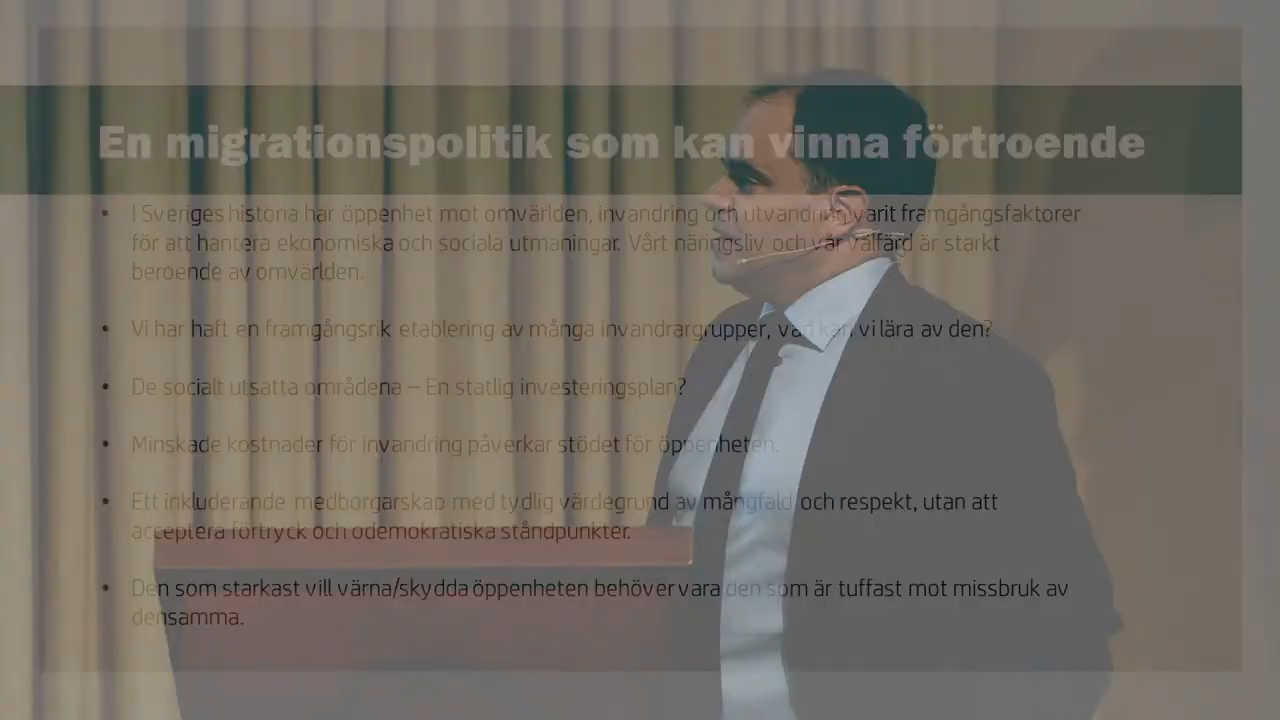 En migrationspolitik som kan vinna förtroende
• I Sveriges historia har öppenhet mot omvärlden, invandring och utvandring varit framgångsfaktorer
för att hantera ekonomiska och sociala utmaningar. Vårt näringsliv och vår välfärd är starkt
beroende av omvärlden.
• Vi har haft en framgångsrik etablering av många invandrargrupper, vad kan vi lära av den?
• De socialt utsatta områdena – En statlig investeringsplan?
• Minskade kostnader för invandring påverkar stödet för öppenheten.
• Ett inkluderande medborgarskap med tydlig värdegrund av mångfald och respekt, utan att
acceptera förtryck och odemokratiska ståndpunkter.
• Den som starkast vill värna/skydda öppenheten behöver vara den som är tuffast mot missbruk av
densamma.